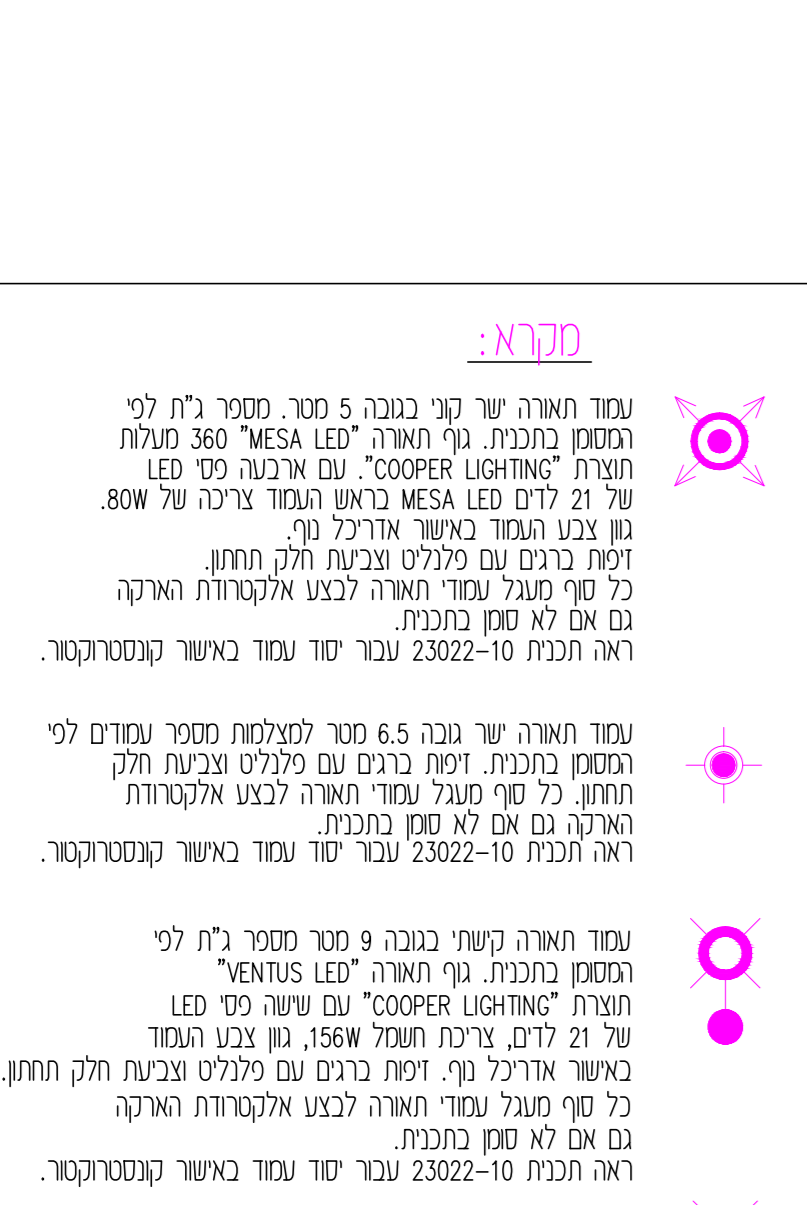 מקרא:
עמוד תאורה ישר קוני בגובה 5 מטר. מספר ג"ת לפי
המסומן בתכנית. גוף תאורה "MESA LED" 360 מעלות
תוצרת "COOPER LIGHTING". עם ארבעה פסי LED
של 21 לדים MESA LED בראש העמוד צריכה של 80W.
גוון צבע העמוד באישור אדריכל נוף.
זיפות ברגים עם פלנליט וצביעת חלק תחתון.
כל סוף מעגל עמודי תאורה לבצע אלקטרודת הארקה
גם אם לא סומן בתכנית.
ראה תכנית 23022-10 עבור יסוד עמוד באישור קונסטרוקטור.
עמוד תאורה ישר גובה 6.5 מטר למצלמות מספר עמודים לפי
המסומן בתכנית. זיפות ברגים עם פלנליט וצביעת חלק
תחתון. כל סוף מעגל עמודי תאורה לבצע אלקטרודת
הארקה גם אם לא סומן בתכנית.
ראה תכנית 23022-10 עבור יסוד עמוד באישור קונסטרוקטור.
עמוד תאורה קישתי בגובה 9 מטר מספר ג"ת לפי
המסומן בתכנית. גוף תאורה "VENTUS LED"
תוצרת "COOPER LIGHTING" עם שישה פסי LED
של 21 לדים, צריכת חשמל 156W, גוון צבע העמוד
באישור אדריכל נוף. זיפות ברגים עם פלנליט וצביעת חלק תחתון.
כל סוף מעגל עמודי תאורה לבצע אלקטרודת הארקה
גם אם לא סומן בתכנית.
ראה תכנית 23022-10 עבור יסוד עמוד באישור קונסטרוקטור.